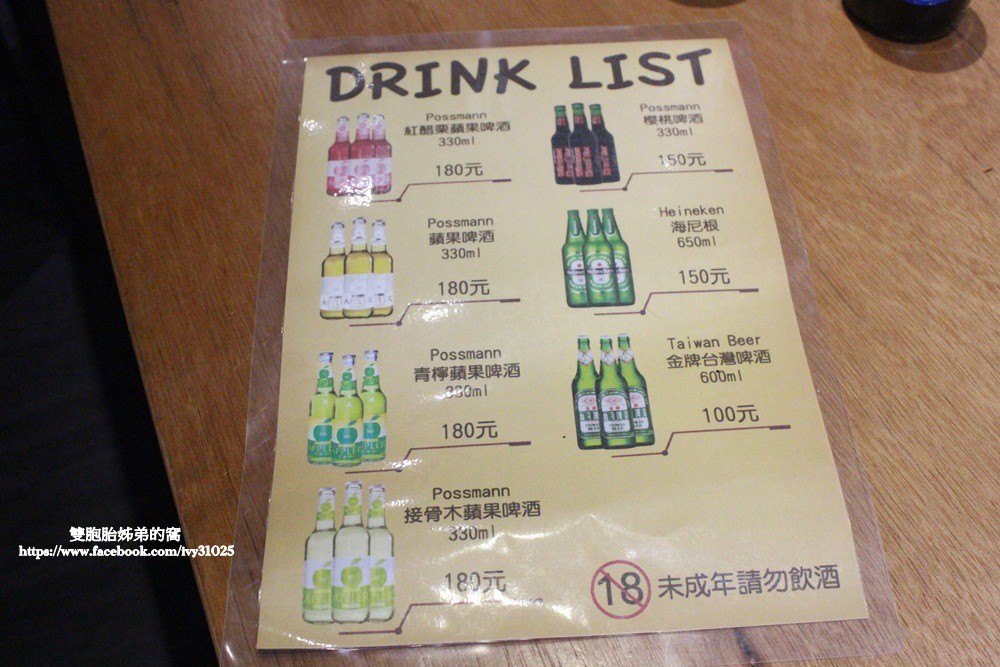 DRINK LIST
Possmann
紅醋栗蘋果啤酒
330ml
180元
Possmann
蘋果啤酒
330ml
180元
Possmann
青檸蘋果啤酒
330ml
180元
Possmann
接骨木蘋果啤酒
330ml
180元
Possmann
櫻桃啤酒
330ml
150元
Heineken
海尼根
650ml
150元
Taiwan Beer
金牌台灣啤酒
600ml
100元
18 未成年請勿飲酒
雙胞胎姊弟的窩
https://www.facebook.com/ivy31025